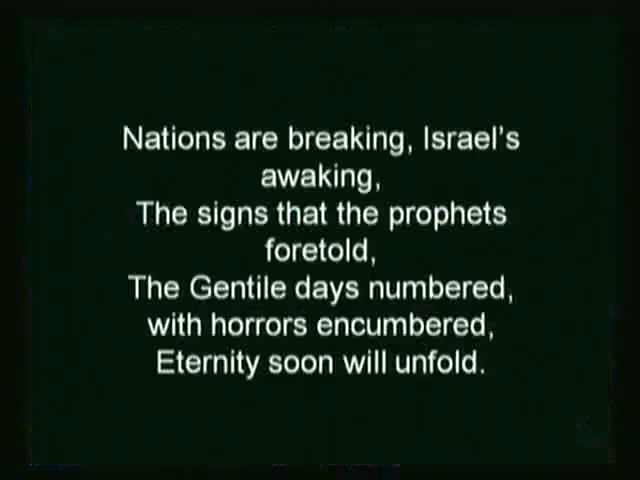 Nations are breaking, Israel's
awaking,
The signs that the prophets
foretold,
The Gentile days numbered,
with horrors encumbered,
Eternity soon will unfold.